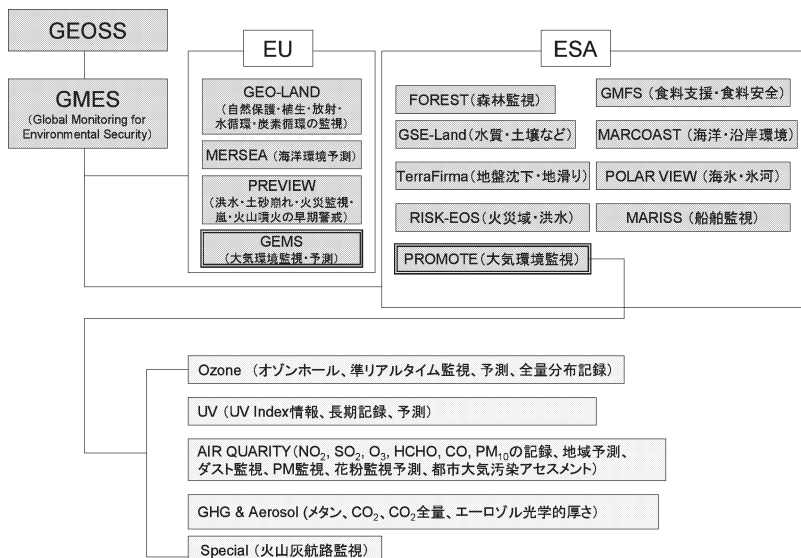 GEOSS
GMES
(Global Monitoring for
Environmental Security)
EU
GEO-LAND
(自然保護・植生・放射・
水循環・炭素循環の監視)
MERSEA (海洋環境予測)
PREVIEW
(洪水・土砂崩れ・火災監視・
嵐・火山噴火の早期警戒)
GEMS
(大気環境監視・予測)
ESA
FOREST(森林監視)
GSE-Land(水質・土壌など)
TerraFirma(地盤沈下・地滑り)
RISK-EOS(火災域・洪水)
PROMOTE(大気環境監視)
GMFS (食料支援・食料安全)
MARCOAST(海洋・沿岸環境)
POLAR VIEW(海氷・氷河)
MARISS(船舶監視)
Ozone (オゾンホール、準リアルタイム監視、予測、全量分布記録)
UV (UV Index情報、長期記録、予測)
AIR QUARITY(NO₂, SO₂, O₃, HCHO, CO, PM₁₀の記録、地域予測、
ダスト監視、PM監視、花粉監視予測、都市大気汚染アセスメント)
GHG & Aerosol (メタン、CO₂、CO₂全量、エーロゾル光学的厚さ)
Special (火山灰航路監視)